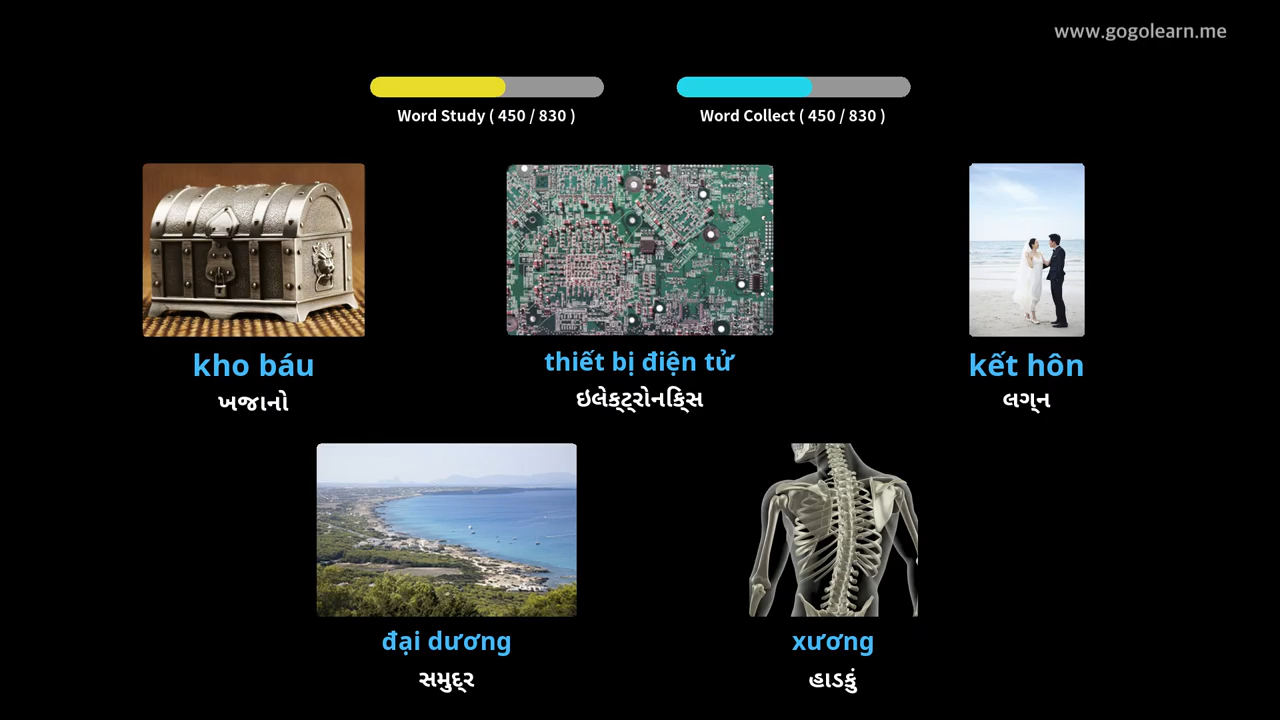 www.gogolearn.me
Word Study ( 450 / 830 )
Word Collect ( 450 / 830 )
kho báu
ખજાનો
thiết bị điện tử
ઇલેક્ટ્રોનિક્સ
kết hôn
લગ્ન
đại dương
સમુદ્ર
xương
હાડકું